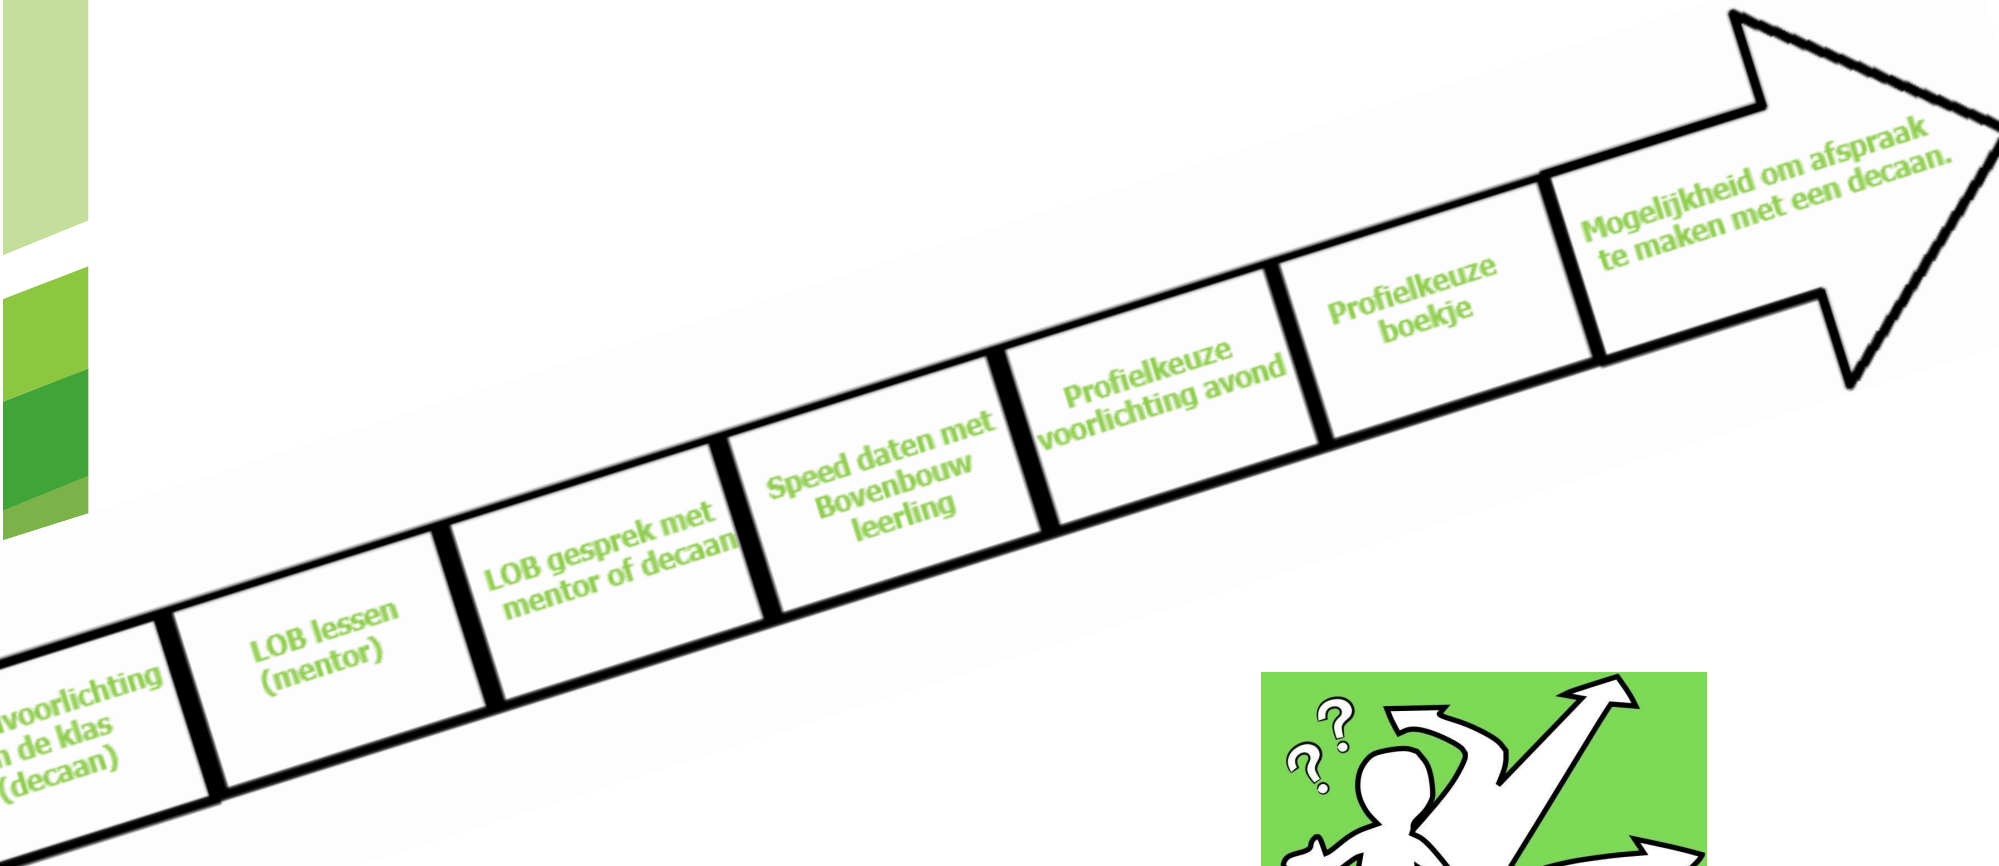 voorlichting
de klas
(decaan)
LOB lessen
(mentor)
LOB gesprek met
mentor of decaan
Speed daten met
Bovenbouw
leerling
Profielkeuze
voorlichting avond
Profielkeuze
boekje
Mogelijkheid om afspraak
te maken met een decaan.
? ?